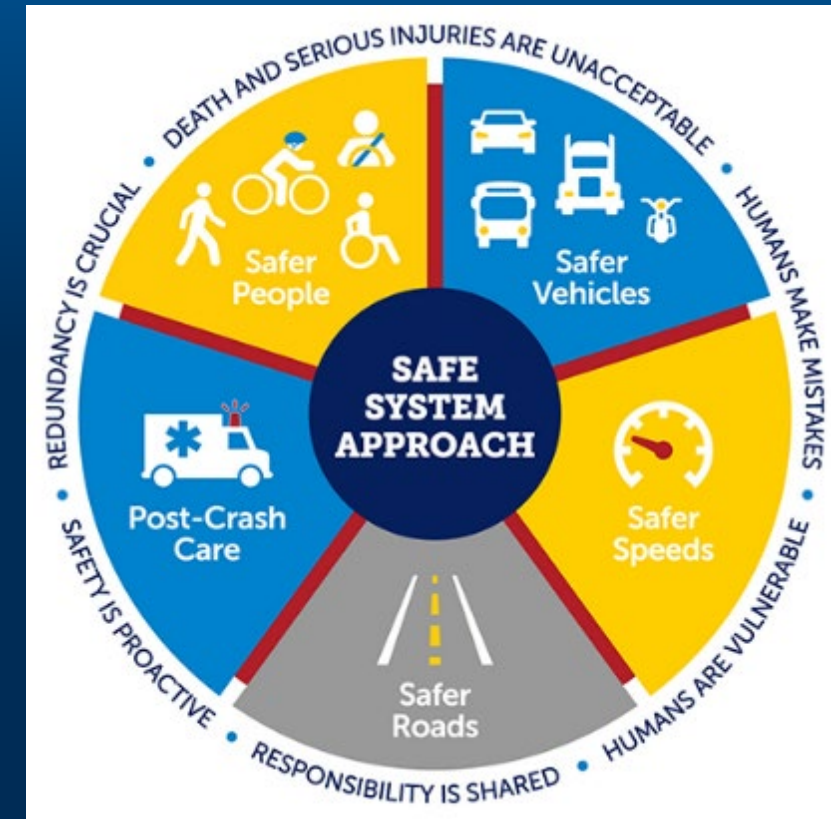 DEATH AND SERIOUS INJURIES ARE UNACCEPTABLE
HUMANS MAKE MISTAKES
HUMANS ARE VULNERABLE
RESPONSIBILITY IS SHARED
SAFETY IS PROACTIVE
REDUNDANCY IS CRUCIAL
Safer
People
Safer
Vehicles
SAFE
SYSTEM
APPROACH
Safer
Speeds
Post-Crash
Care
Safer
Roads